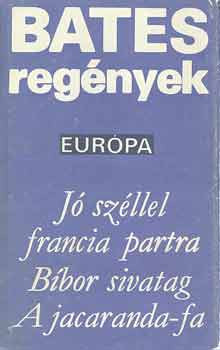 BATES
regények
EURÓPA
Jó széllel
francia partra
Bíbor sivatag
A jacaranda-fa